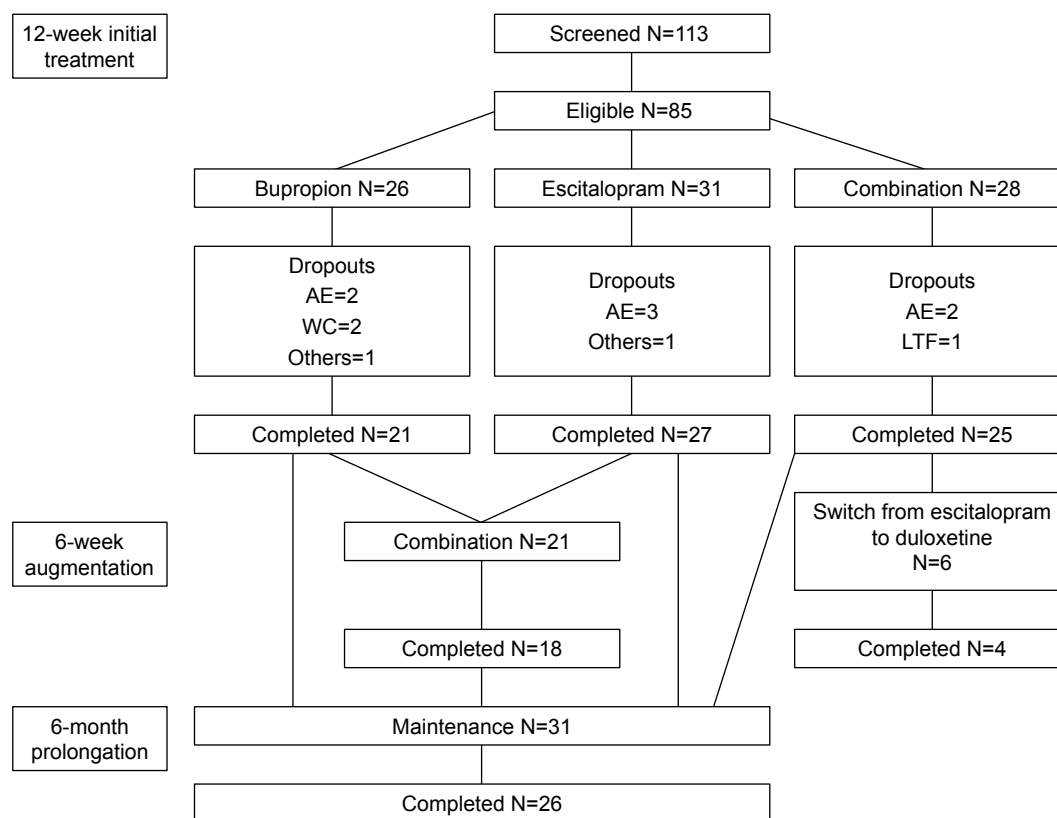 12-week initial
treatment
Screened N=113
Eligible N=85
Bupropion N=26
Escitalopram N=31
Combination N=28
Dropouts
AE=2
WC=2
Others=1
Dropouts
AE=3
Others=1
Dropouts
AE=2
LTF=1
Completed N=21
Completed N=27
Completed N=25
6-week
augmentation
Combination N=21
Switch from escitalopram
to duloxetine
N=6
Completed N=18
Completed N=4
6-month
prolongation
Maintenance N=31
Completed N=26